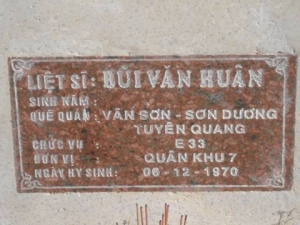 LIỆT SĨ : BÙI VĂN HUÂN
SINH NĂM :
QUÊ QUÁN : VÂN SƠN - SƠN DƯƠNG
TUYÊN QUANG
CHỨC VỤ : E 33
ĐƠN VỊ : QUÂN KHU 7
NGÀY HY SINH : 06 - 12 - 1970